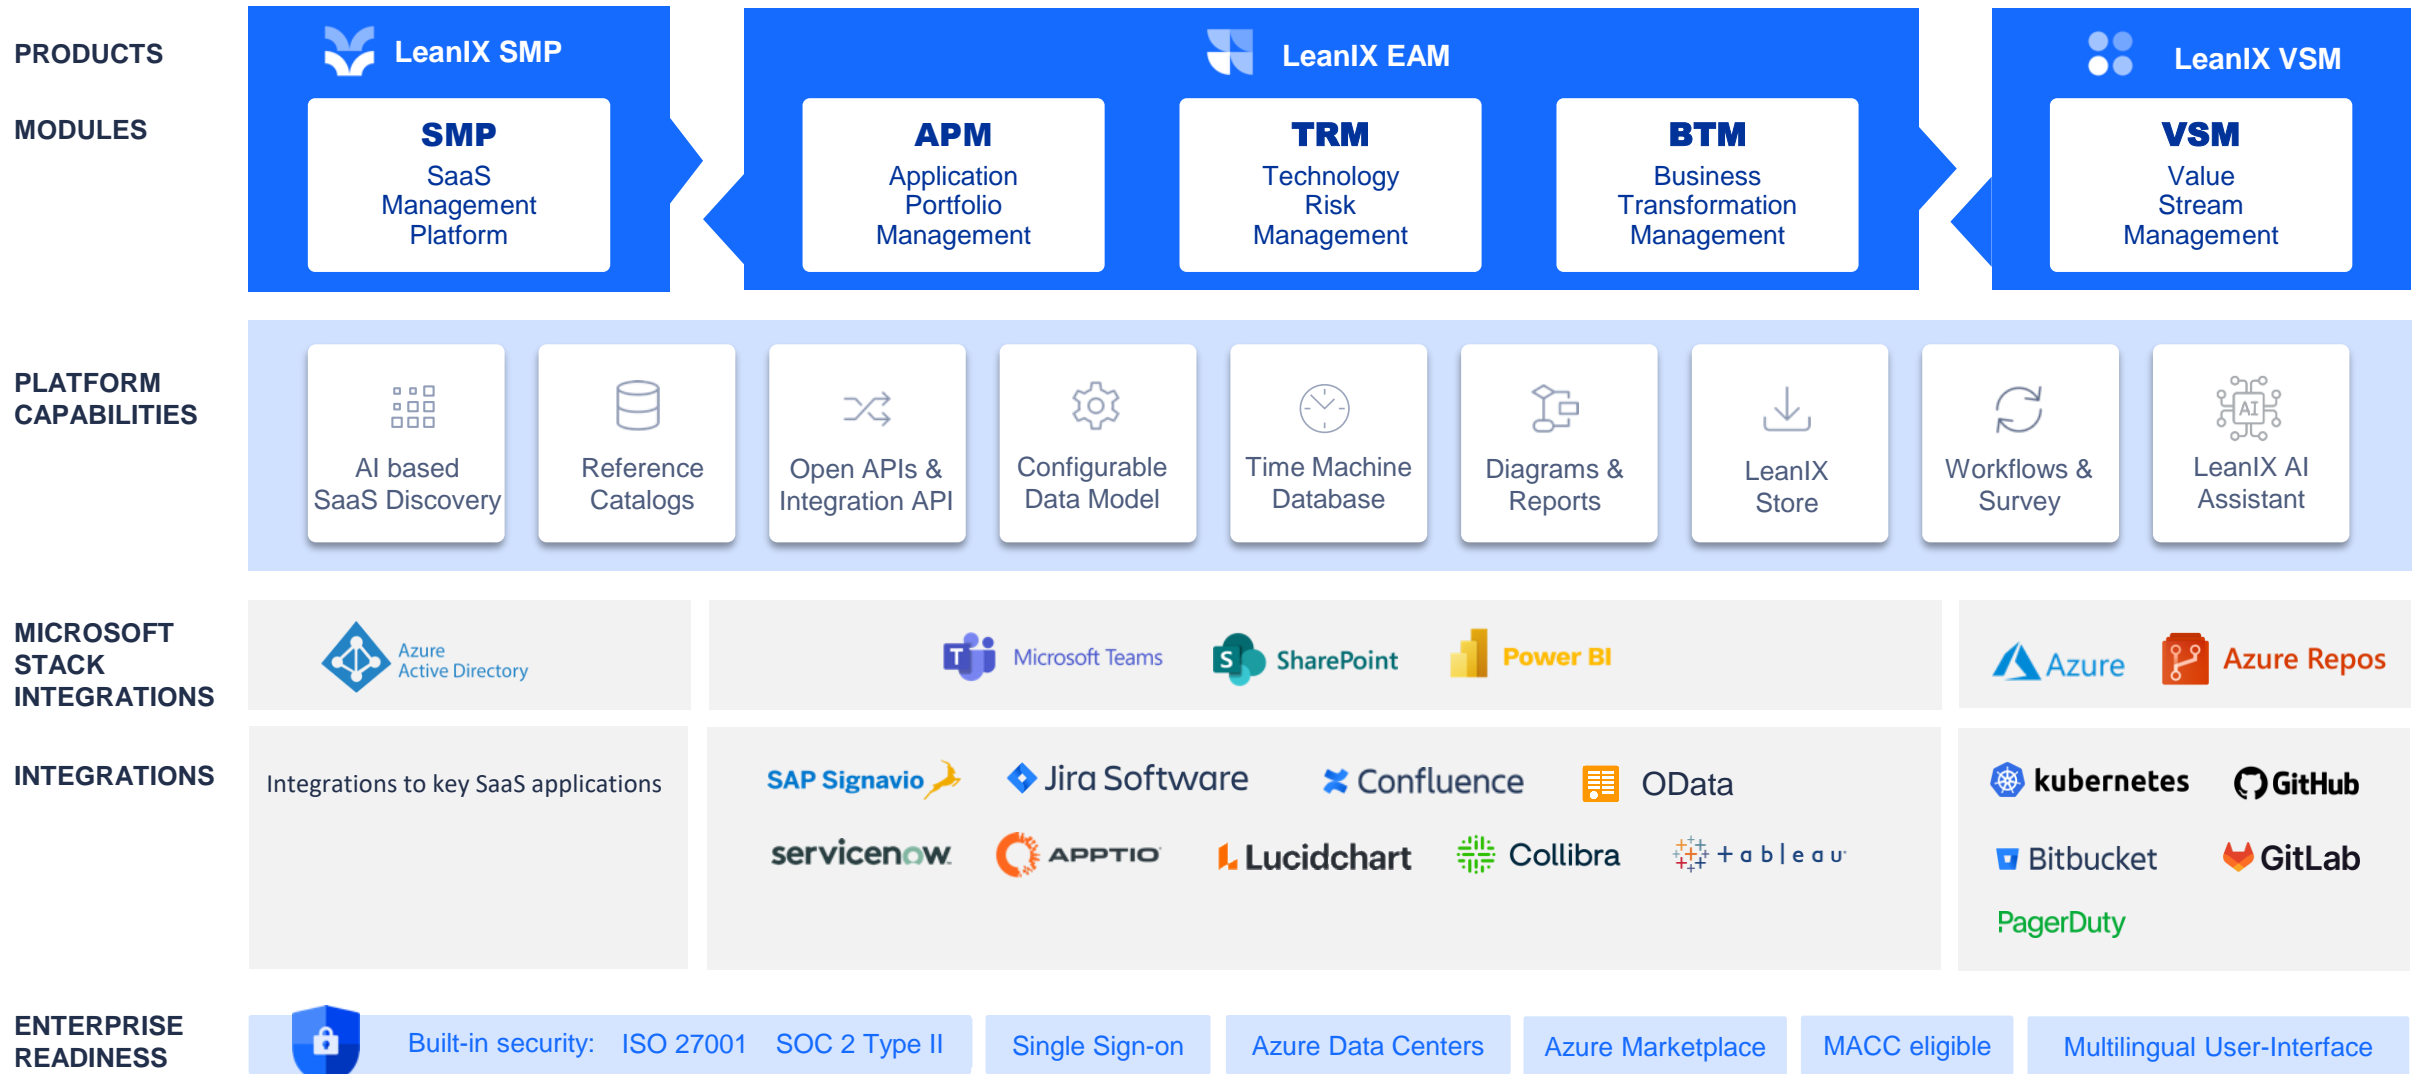 PRODUCTS
LeanIX SMP
LeanIX EAM
LeanIX VSM
MODULES
SMP
SaaS
Management
Platform
APM
Application
Portfolio
Management
TRM
Technology
Risk
Management
BTM
Business
Transformation
Management
VSM
Value
Stream
Management
PLATFORM
CAPABILITIES
AI based
SaaS Discovery
Reference
Catalogs
Open APIs &
Integration API
Configurable
Data Model
Time Machine
Database
Diagrams &
Reports
LeanIX
Store
Workflows &
Survey
AI
LeanIX AI
Assistant
MICROSOFT
STACK
INTEGRATIONS
Azure
Active Directory
T
Microsoft Teams
S
SharePoint
Power BI
Azure
Azure Repos
INTEGRATIONS
Integrations to key SaaS applications
SAP Signavio
Jira Software
Confluence
OData
servicenow
APPTIO
Lucidchart
Collibra
+ableau
kubernetes
GitHub
Bitbucket
GitLab
PagerDuty
ENTERPRISE
READINESS
Built-in security: ISO 27001 SOC 2 Type II
Single Sign-on
Azure Data Centers
Azure Marketplace
MACC eligible
Multilingual User-Interface